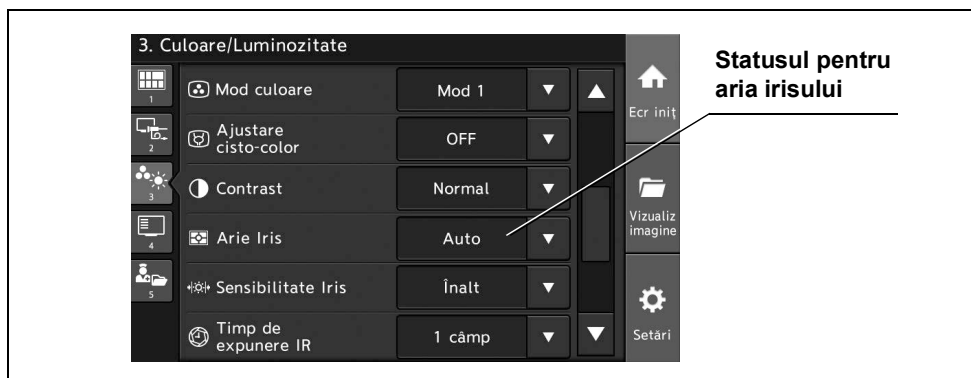 3. Culoare/Luminozitate
1
Mod culoare
Mod 1
2
Ajustare
cisto-color
OFF
3
Contrast
Normal
4
Arie Iris
Auto
5
Sensibilitate Iris
Înalt
Timp de
expunere IR
1 câmp
Ecr iniț
Vizualiz
imagine
Setări
Statusul pentru
aria irisului